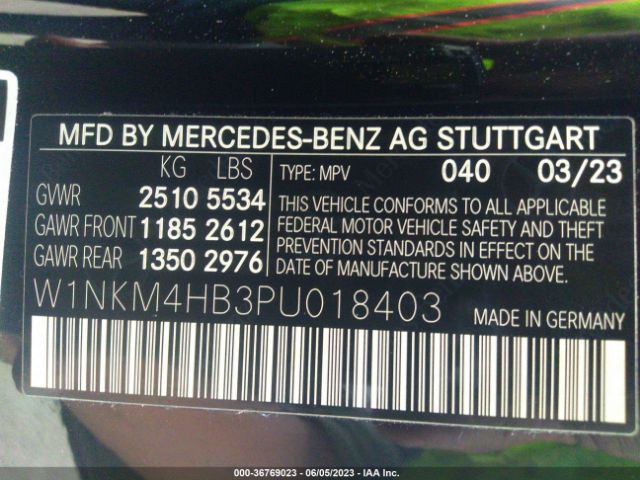 MFD BY MERCEDES-BENZ AG STUTTGART
KG LBS
GVWR 2510 5534
GAWR FRONT 1185 2612
GAWR REAR 1350 2976
TYPE: MPV 040 03/23
THIS VEHICLE CONFORMS TO ALL APPLICABLE
FEDERAL MOTOR VEHICLE SAFETY AND THEFT
PREVENTION STANDARDS IN EFFECT ON THE
DATE OF MANUFACTURE SHOWN ABOVE.
W1NKM4HB3PU018403
MADE IN GERMANY
000-36769023 - 06/05/2023 - IAA Inc.